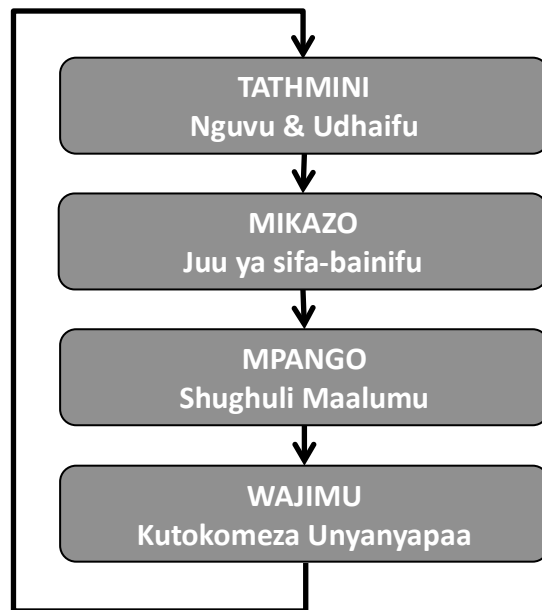 TATHMINI
Nguvu & Udhaifu
MIKAZO
Juu ya sifa-bainifu
MPANGO
Shughuli Maalumu
WAJIMU
Kutokomeza Unyanyapaa